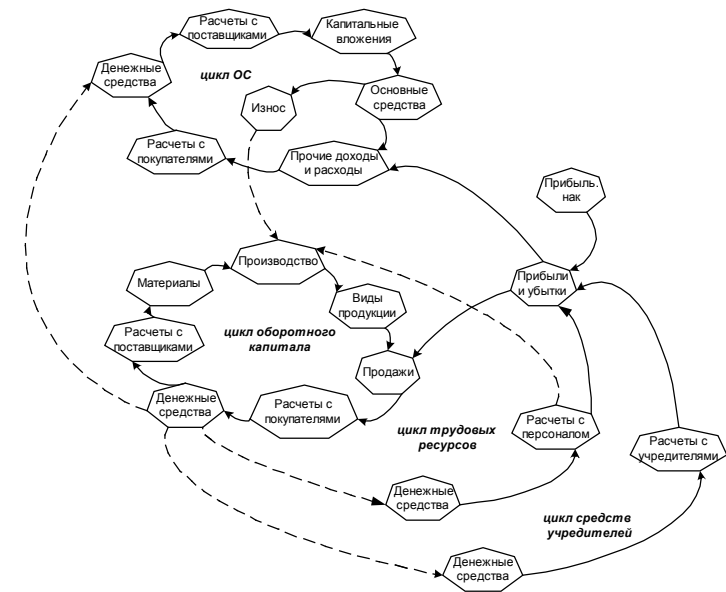 Расчеты с
поставщиками
Капитальные
вложения
Денежные
средства
цикл ОС
Износ
Основные
средства
Расчеты с
покупателями
Прочие доходы
и расходы
Прибыль.
нак
Производство
Материалы
Прибыли
и убытки
Виды
продукции
Расчеты с
поставщиками
цикл оборотного
капитала
Продажи
Денежные
средства
Расчеты с
покупателями
цикл трудовых
ресурсов
Расчеты с
персоналом
Расчеты с
учредителями
Денежные
средства
цикл средств
учредителей
Денежные
средства